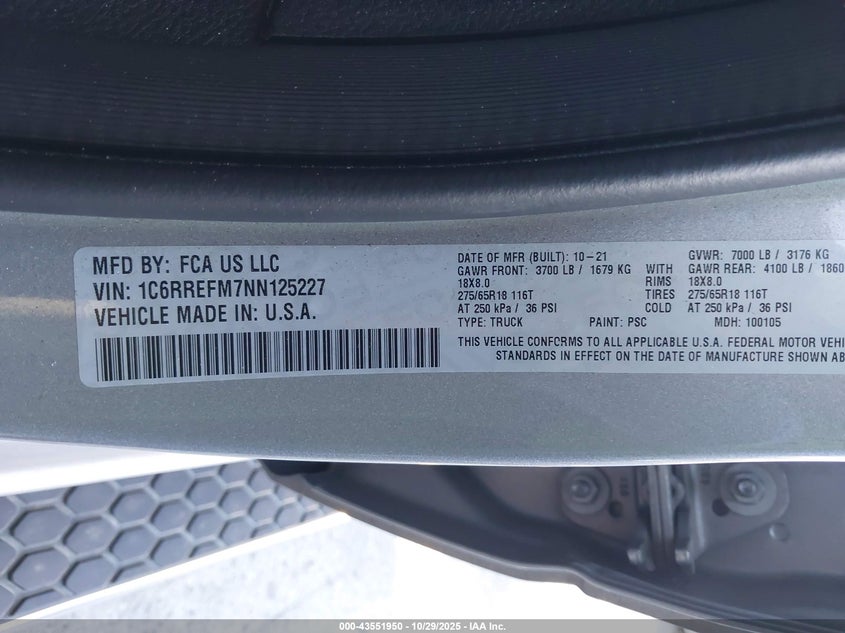 MFD BY: FCA US LLC
VIN: 1C6RREFM7NN125227
VEHICLE MADE IN: U.S.A.
DATE OF MFR (BUILT): 10-21 GVWR: 7000 LB / 3176 KG
GAWR FRONT: 3700 LB / 1679 KG WITH GAWR REAR: 4100 LB / 1860
18X8.0 RIMS 18X8.0
275/65R18 116T TIRES 275/65R18 116T
AT 250 kPa / 36 PSI COLD AT 250 kPa / 36 PSI
TYPE: TRUCK PAINT: PSC MDH: 100105
THIS VEHICLE CONFORMS TO ALL APPLICABLE U.S.A. FEDERAL MOTOR VEHI
STANDARDS IN EFFECT ON THE DATE OF MANUFACTURE SHOWN AB
000-43551950 | 10/29/2025 - IAA Inc.